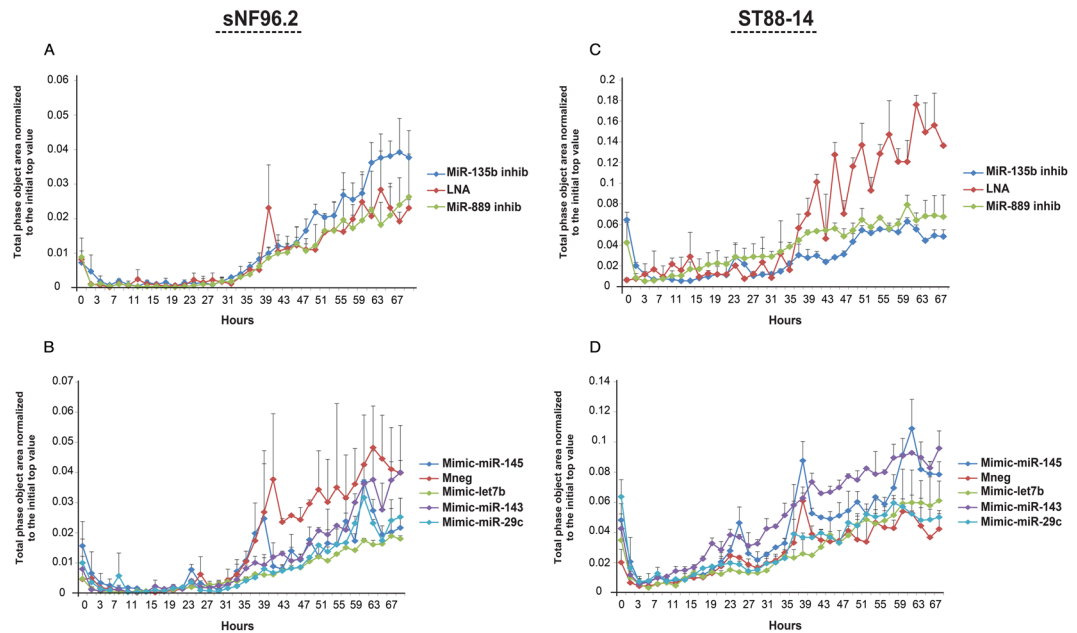 sNF96.2
ST88-14
A
Total phase object area normalized
to the initial top value
0.06
0.05
0.04
0.03
0.02
0.01
0
0 3 7 11 15 19 23 27 31 35 39 43 47 51 55 59 63 67
Hours
MiR-135b inhib
LNA
MiR-889 inhib
C
Total phase object area normalized
to the initial top value
0.2
0.18
0.16
0.14
0.12
0.1
0.08
0.06
0.04
0.02
0
0 3 7 11 15 19 23 27 31 35 39 43 47 51 55 59 63 67
Hours
MiR-135b inhib
LNA
MiR-889 inhib
B
Total phase object area normalized
to the initial top value
0.07
0.06
0.05
0.04
0.03
0.02
0.01
0
0 3 7 11 15 19 23 27 31 35 39 43 47 51 55 59 63 67
Hours
Mimic-miR-145
Mneg
Mimic-let7b
Mimic-miR-143
Mimic-miR-29c
D
Total phase object area normalized
to the initial top value
0.14
0.12
0.1
0.08
0.06
0.04
0.02
0
0 3 7 11 15 19 23 27 31 35 39 43 47 51 55 59 63 67
Hours
Mimic-miR-145
Mneg
Mimic-let7b
Mimic-miR-143
Mimic-miR-29c